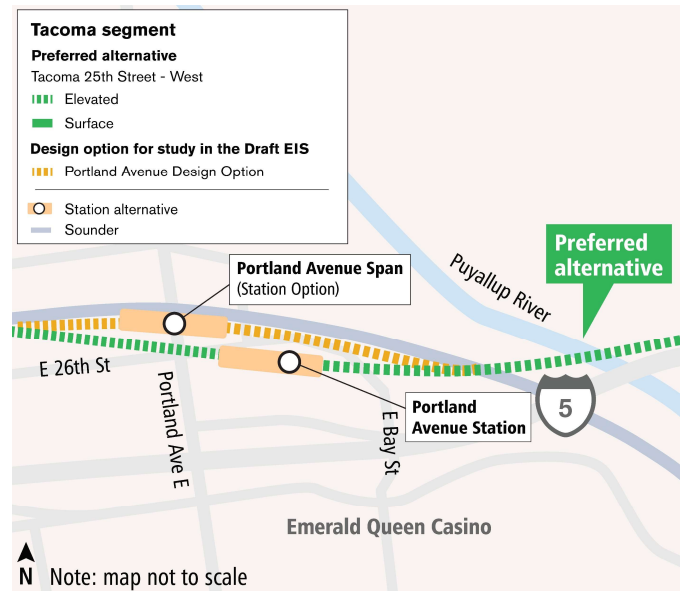 Tacoma segment
Preferred alternative
Tacoma 25th Street - West
Elevated
Surface
Design option for study in the Draft EIS
Portland Avenue Design Option
Station alternative
Sounder
Preferred
alternative
Puyallup River
Portland Avenue Span
(Station Option)
E 26th St
Portland Ave E
E Bay St
Portland
Avenue Station
5
Emerald Queen Casino
N
Note: map not to scale